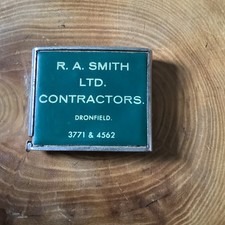 R. A. SMITH
LTD.
CONTRACTORS.
DRONFIELD.
3771 & 4562